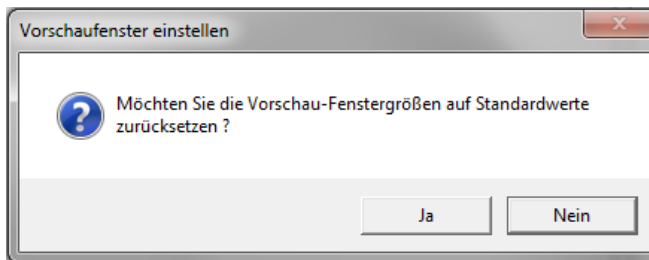 Vorschaufenster einstellen
Möchten Sie die Vorschau-Fenstergrößen auf Standardwerte
zurücksetzen ?
Ja
Nein